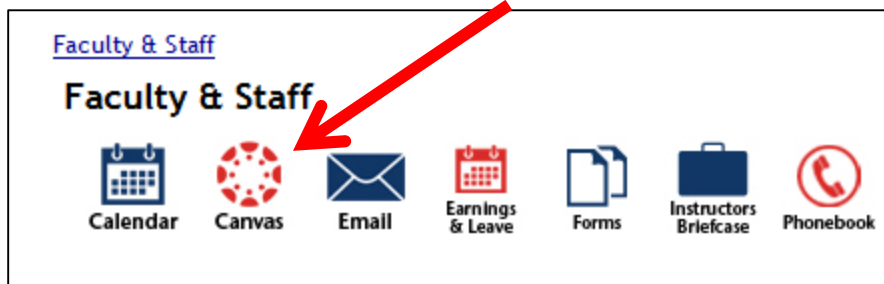 Faculty & Staff
Faculty & Staff
Calendar
Canvas
Email
Earnings
& Leave
Forms
Instructors
Briefcase
Phonebook